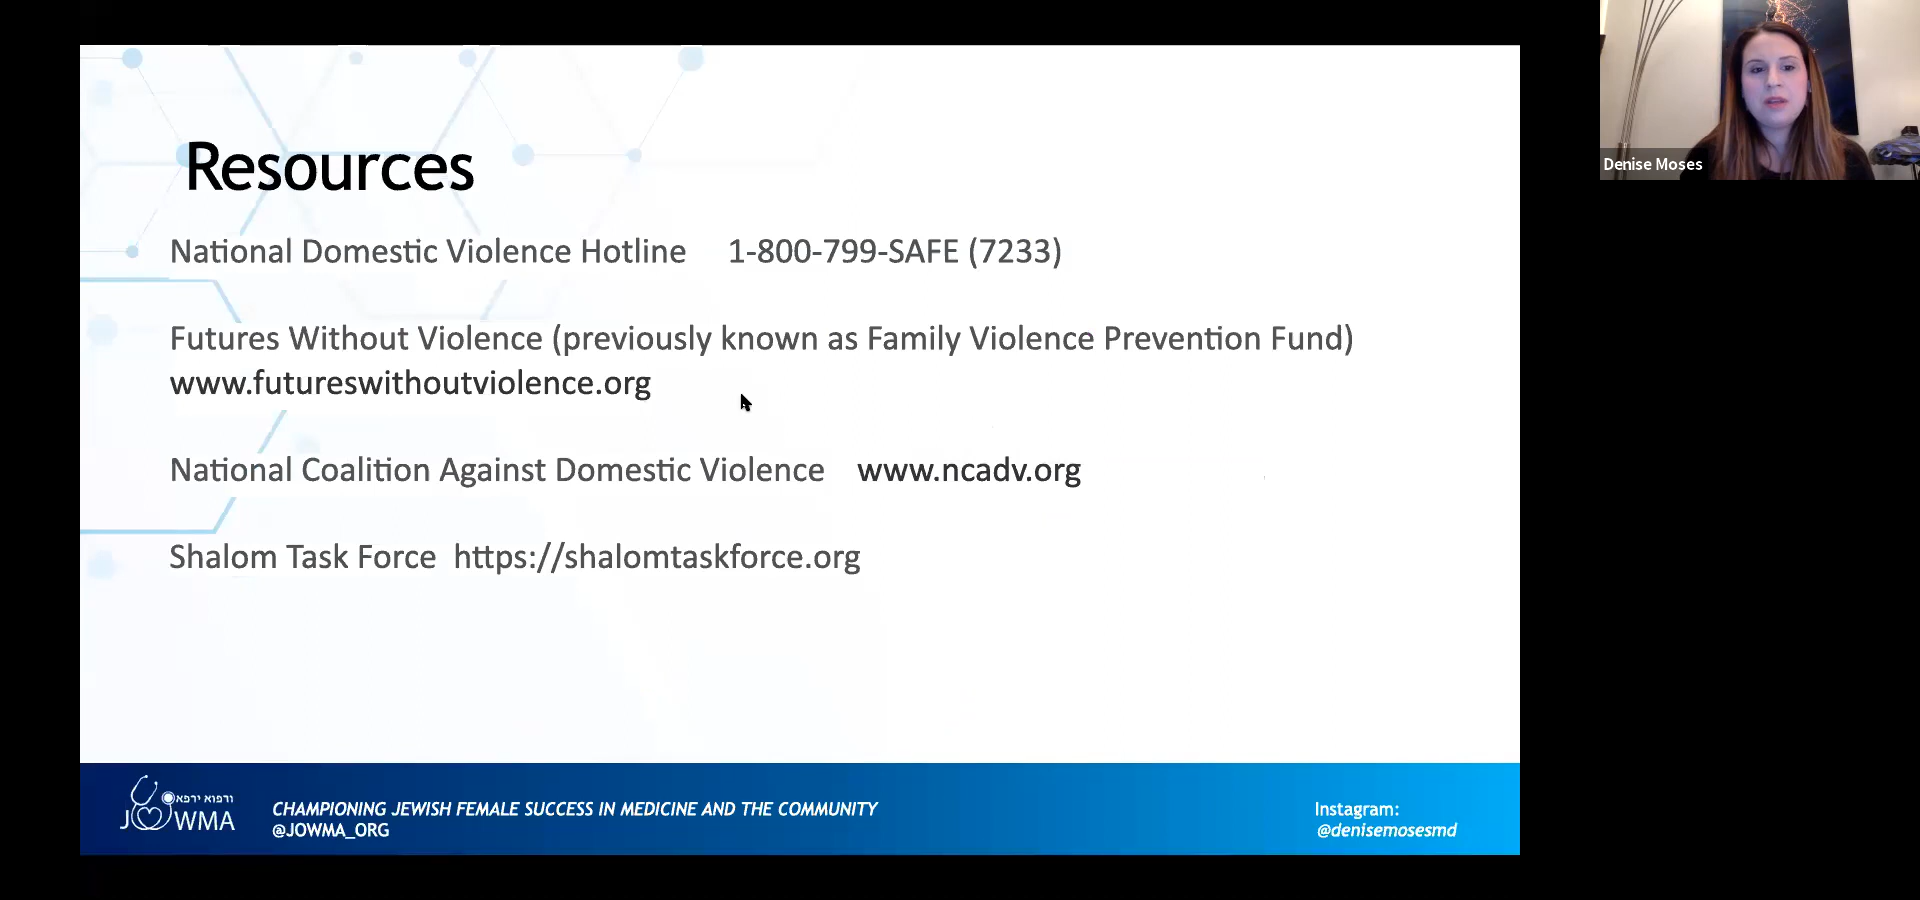 Resources
National Domestic Violence Hotline 1-800-799-SAFE (7233)
Futures Without Violence (previously known as Family Violence Prevention Fund)
www.futureswithoutviolence.org
National Coalition Against Domestic Violence www.ncadv.org
Shalom Task Force https://shalomtaskforce.org
ורפוא ירפא
JOWMA
CHAMPIONING JEWISH FEMALE SUCCESS IN MEDICINE AND THE COMMUNITY
@JOWMA_ORG
Instagram:
@denisemosesmd
Denise Moses